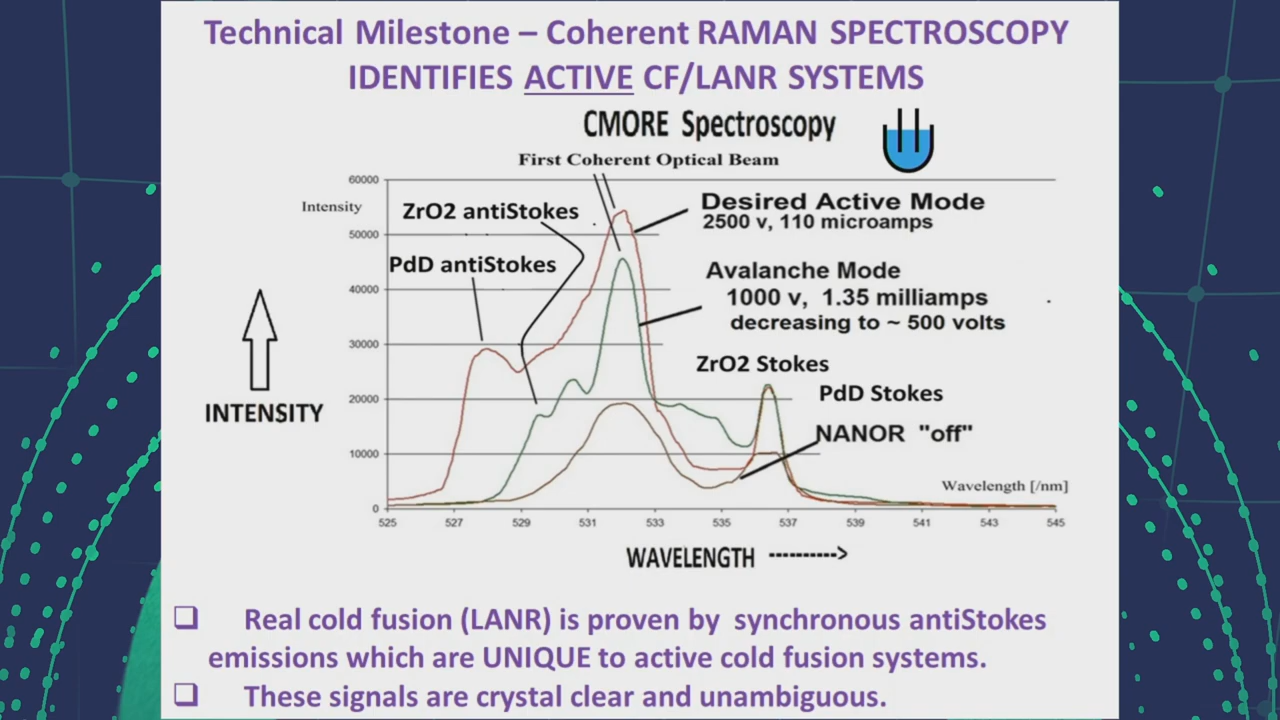 Technical Milestone – Coherent RAMAN SPECTROSCOPY
IDENTIFIES ACTIVE CF/LANR SYSTEMS
CMORE Spectroscopy
First Coherent Optical Beam
60000
Intensity
ZrO2 antiStokes
Desired Active Mode
2500 v, 110 microamps
50000
PdD antiStokes
Avalanche Mode
40000
1000 v, 1.35 milliamps
decreasing to ~ 500 volts
30000
ZrO2 Stokes
20000
PdD Stokes
INTENSITY
NANOR "off"
10000
Wavelength [/nm]
0
525 527 529 531 533 535 537 539 541 543 545
WAVELENGTH ---------->
❑ Real cold fusion (LANR) is proven by synchronous antiStokes
emissions which are UNIQUE to active cold fusion systems.
❑ These signals are crystal clear and unambiguous.